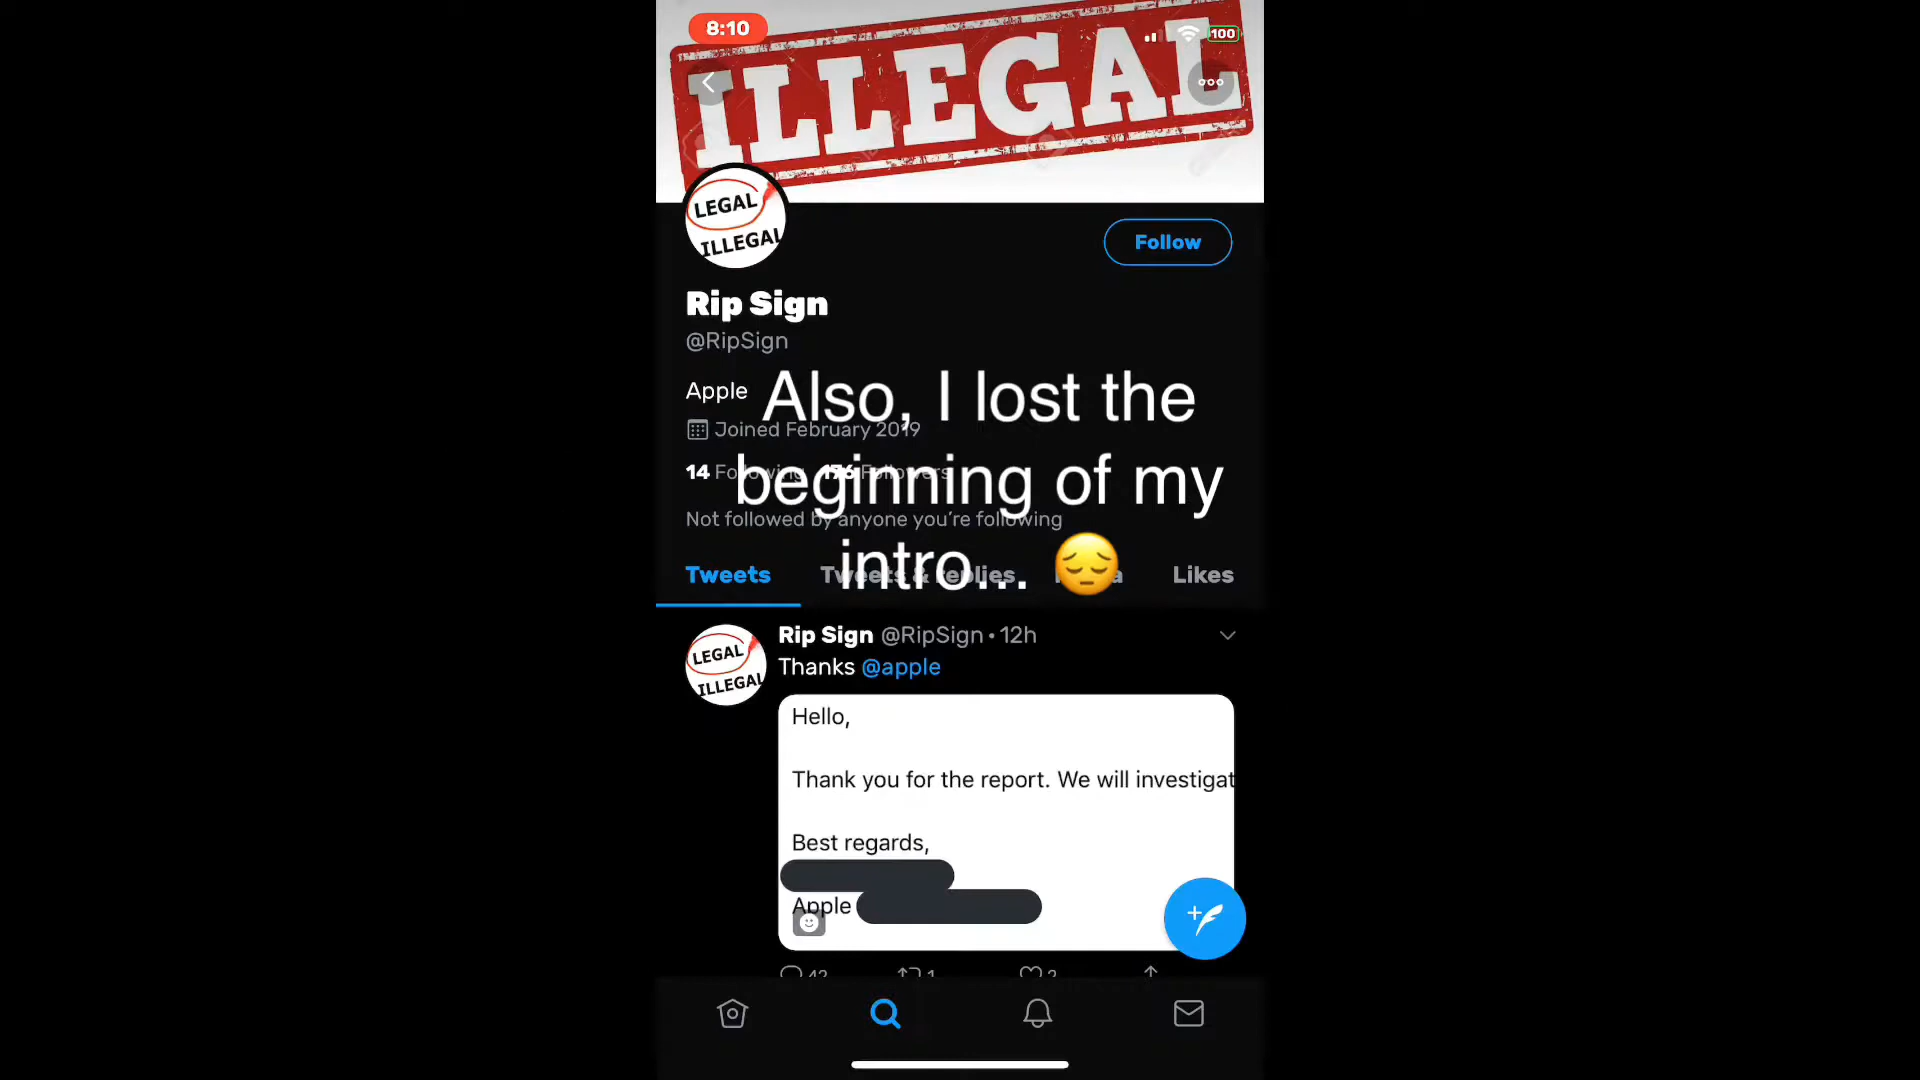 8:10
100
ILLEGAL
LEGAL
ILLEGAL
Follow
Rip Sign
@RipSign
Apple
Also, I lost the
Joined February 2019
14 Following 176 Followers
beginning of my
Not followed by anyone you're following
intro... 😔
Tweets Tweets & replies Likes
Rip Sign @RipSign • 12h
Thanks @apple
LEGAL
ILLEGAL
Hello,
Thank you for the report. We will investigat
Best regards,
Apple
42 1 2